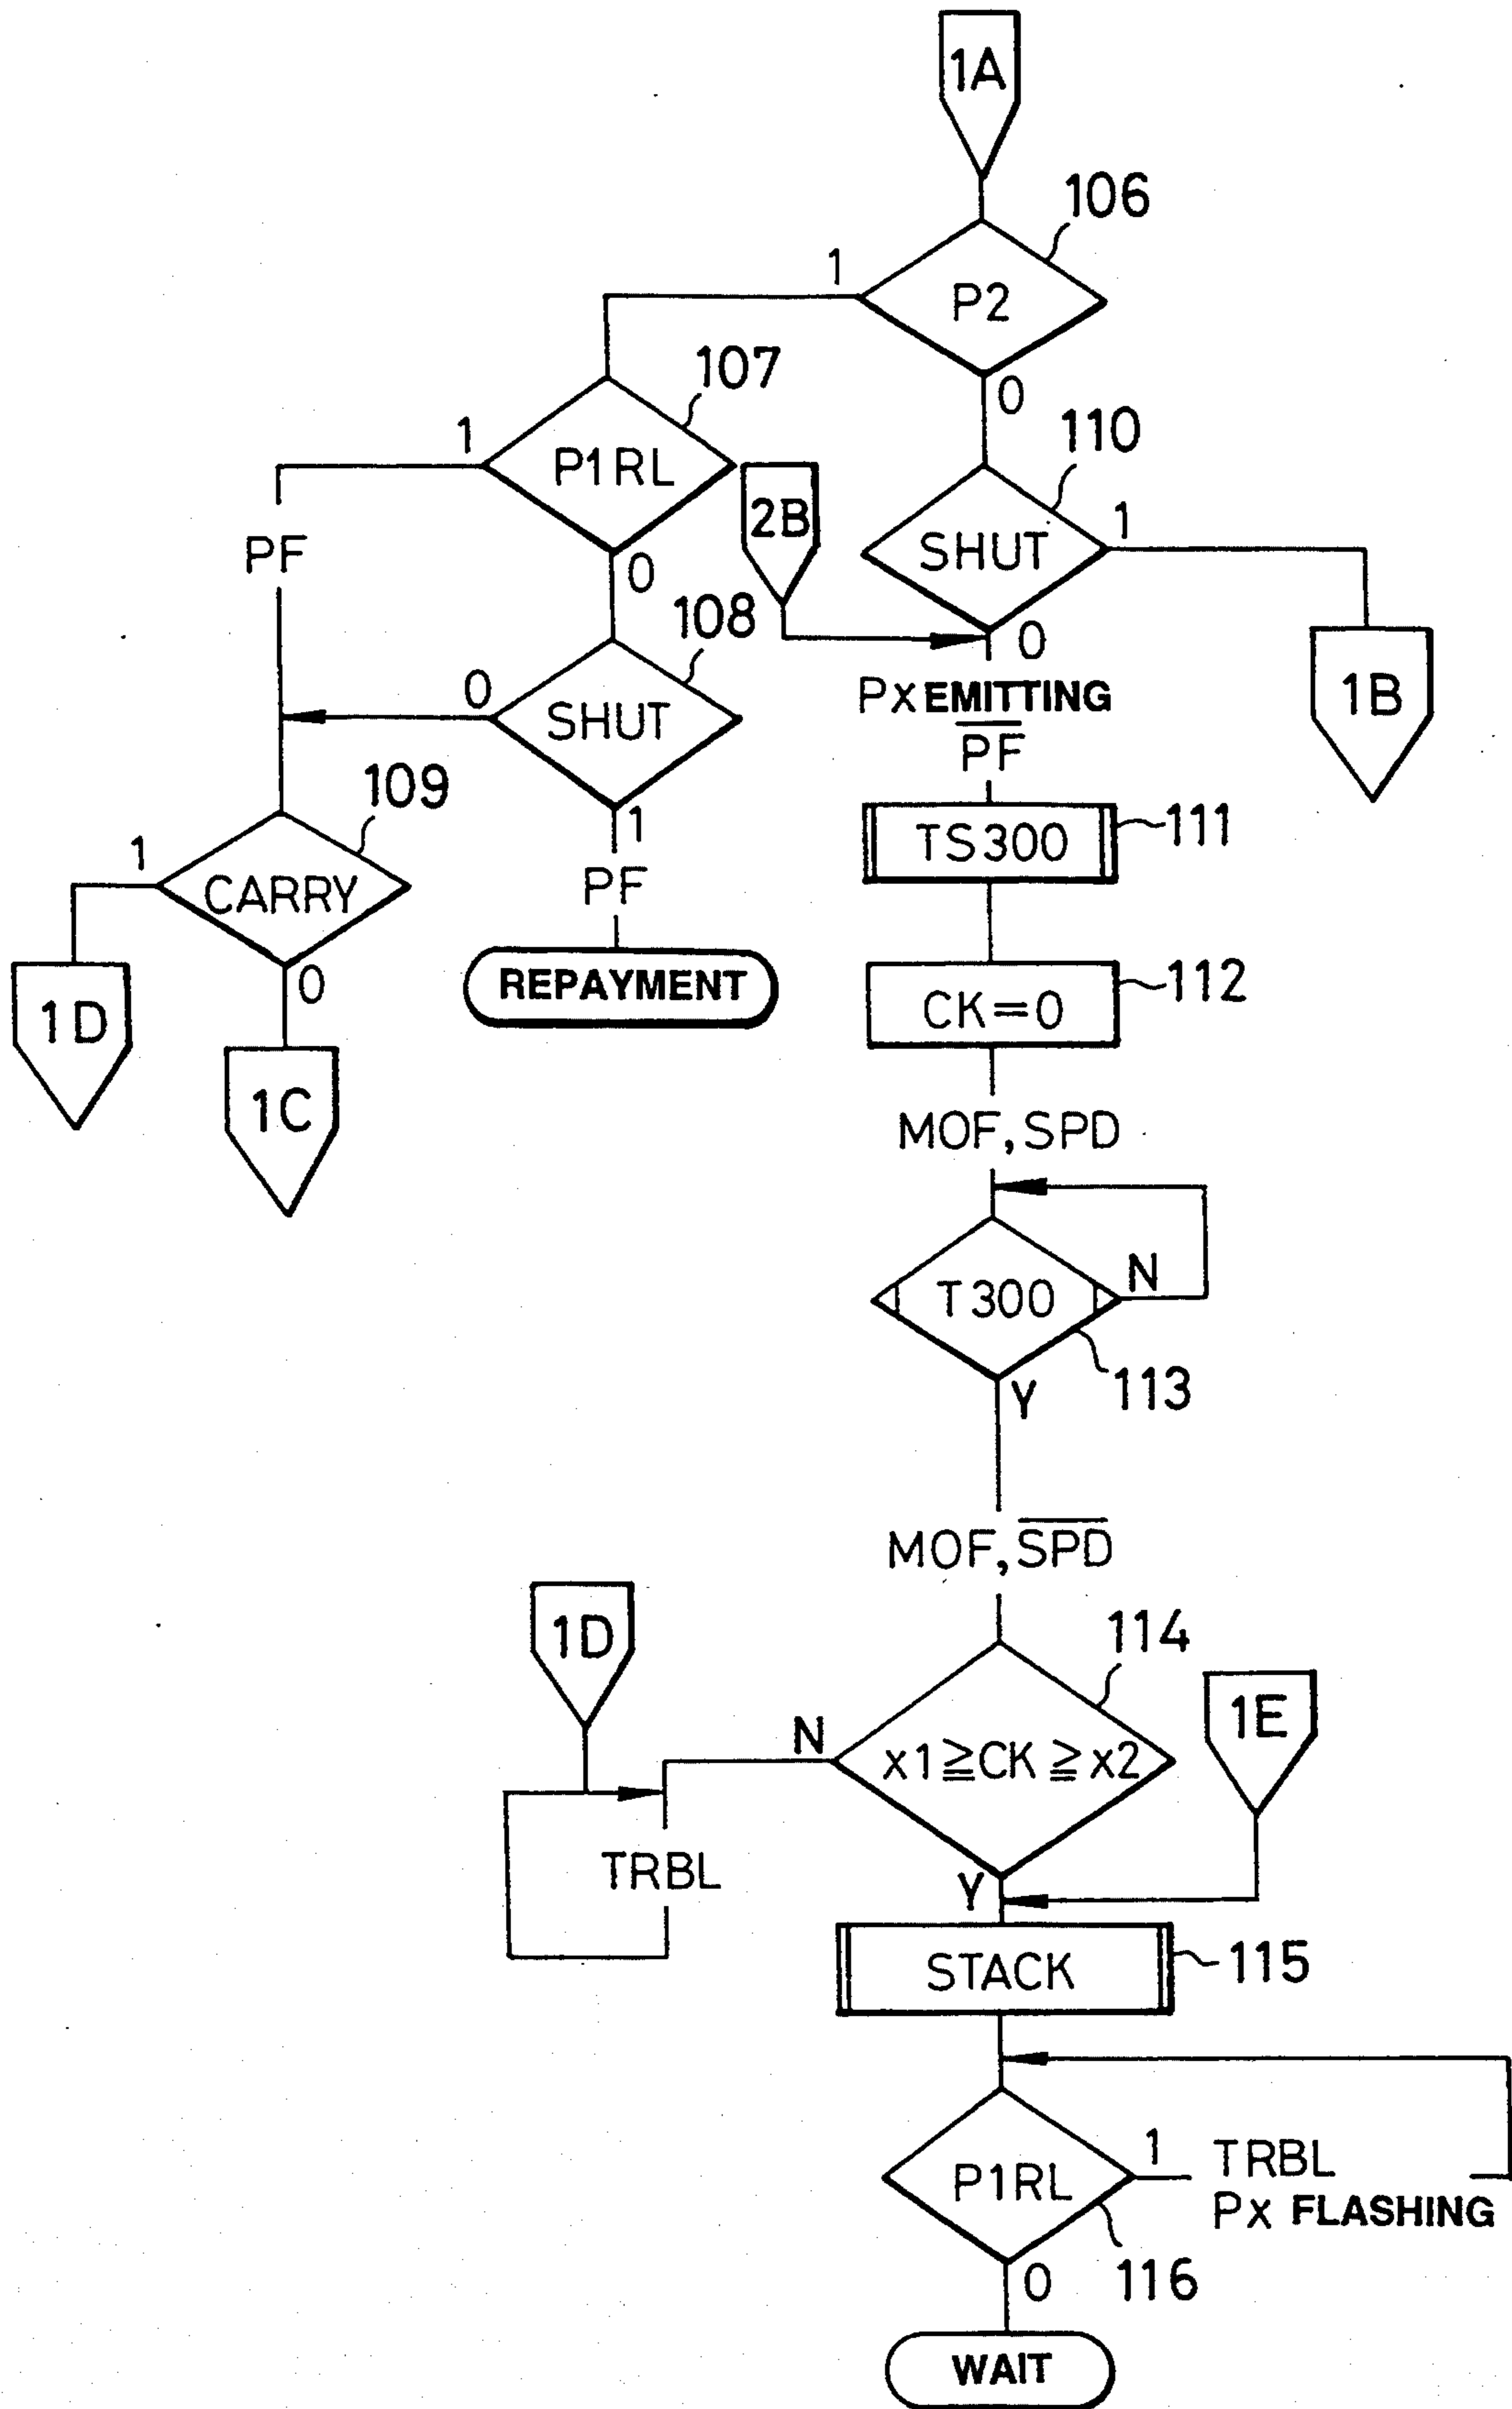 1A
106
1
P2
0
107
1
P1RL
0
2B
110
SHUT
1
0
1B
PF
108
0
SHUT
1
PF
REPAYMENT
Px EMITTING
P̅F̅
109
1
CARRY
0
1D
1C
TS300
111
CK=0
112
MOF, SPD
T300
N
113
Y
MOF, S̅P̅D̅
1D
114
N
x1≧CK≧x2
1E
Y
TRBL
STACK
115
P1RL
1
TRBL
Px FLASHING
116
0
WAIT